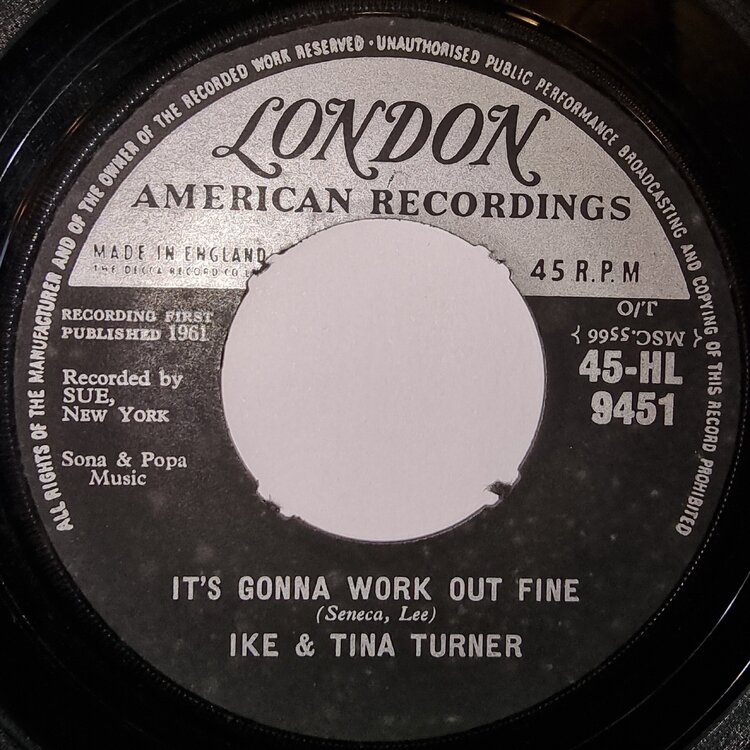 ALL RIGHTS OF THE MANUFACTURER AND OF THE OWNER OF THE RECORDED WORK RESERVED · UNAUTHORISED PUBLIC PERFORMANCE BROADCASTING AND COPYING OF THIS RECORD PROHIBITED
LONDON
AMERICAN RECORDINGS
MADE IN ENGLAND
THE DECCA RECORD CO L
45 R.P.M
RECORDING FIRST
PUBLISHED 1961
J/O
{ MSC.5566 }
45-HL
9451
Recorded by
SUE,
NEW YORK
Sona & Popa
Music
IT'S GONNA WORK OUT FINE
(Seneca, Lee)
IKE & TINA TURNER